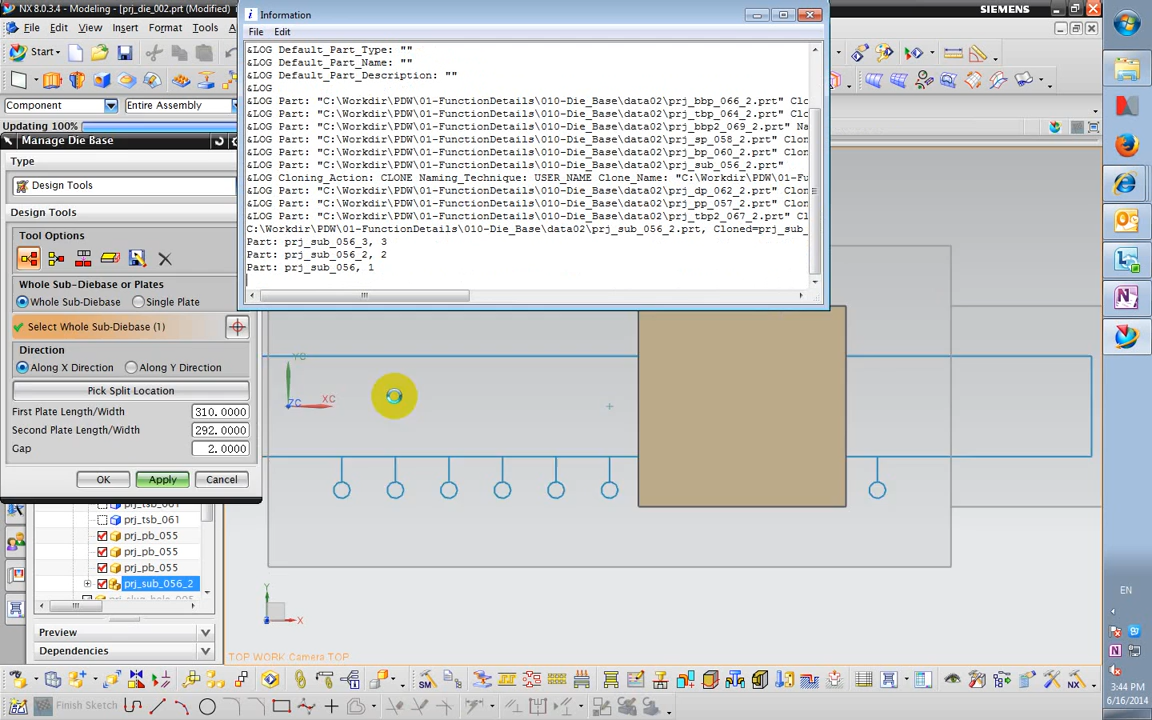 NX 8.0.3.4 - Modeling - [prj_die_002.prt (Modified)
SIEMENS
File Edit View Insert Format Tools
Start
Component
Entire Assembly
Updating 100%
Manage Die Base
Type
Design Tools
Design Tools
Tool Options
Whole Sub-Diebase or Plates
Whole Sub-Diebase
Single Plate
Select Whole Sub-Diebase (1)
Direction
Along X Direction
Along Y Direction
Pick Split Location
First Plate Length/Width
310.0000
Second Plate Length/Width
292.0000
Gap
2.0000
OK
Apply
Cancel
prj_tsb_061
prj_tsb_061
prj_pb_055
prj_pb_055
prj_pb_055
prj_sub_056_2
Preview
Dependencies
Information
File Edit
&LOG Default_Part_Type: ""
&LOG Default_Part_Name: ""
&LOG Default_Part_Description: ""
&LOG
&LOG Part: "C:\Workdir\PDW\01-FunctionDetails\010-Die_Base\data02\prj_bbp_066_2.prt" Clo
&LOG Part: "C:\Workdir\PDW\01-FunctionDetails\010-Die_Base\data02\prj_tbp_064_2.prt" Clo
&LOG Part: "C:\Workdir\PDW\01-FunctionDetails\010-Die_Base\data02\prj_bbp2_069_2.prt" Na
&LOG Part: "C:\Workdir\PDW\01-FunctionDetails\010-Die_Base\data02\prj_sp_058_2.prt" Clon
&LOG Part: "C:\Workdir\PDW\01-FunctionDetails\010-Die_Base\data02\prj_bp_060_2.prt" Clon
&LOG Part: "C:\Workdir\PDW\01-FunctionDetails\010-Die_Base\data02\prj_sub_056_2.prt"
&LOG Cloning_Action: CLONE Naming_Technique: USER_NAME Clone_Name: "C:\Workdir\PDW\01-Fu
&LOG Part: "C:\Workdir\PDW\01-FunctionDetails\010-Die_Base\data02\prj_dp_062_2.prt" Clon
&LOG Part: "C:\Workdir\PDW\01-FunctionDetails\010-Die_Base\data02\prj_pp_057_2.prt" Clon
&LOG Part: "C:\Workdir\PDW\01-FunctionDetails\010-Die_Base\data02\prj_tbp2_067_2.prt" Cl
C:\Workdir\PDW\01-FunctionDetails\010-Die_Base\data02\prj_sub_056_2.prt, Cloned=prj_sub_
Part: prj_sub_056_3, 3
Part: prj_sub_056_2, 2
Part: prj_sub_056, 1
YC
XC
ZC
Y
X
TOP WORK Camera TOP
Finish Sketch
EN
3:44 PM
6/16/2014